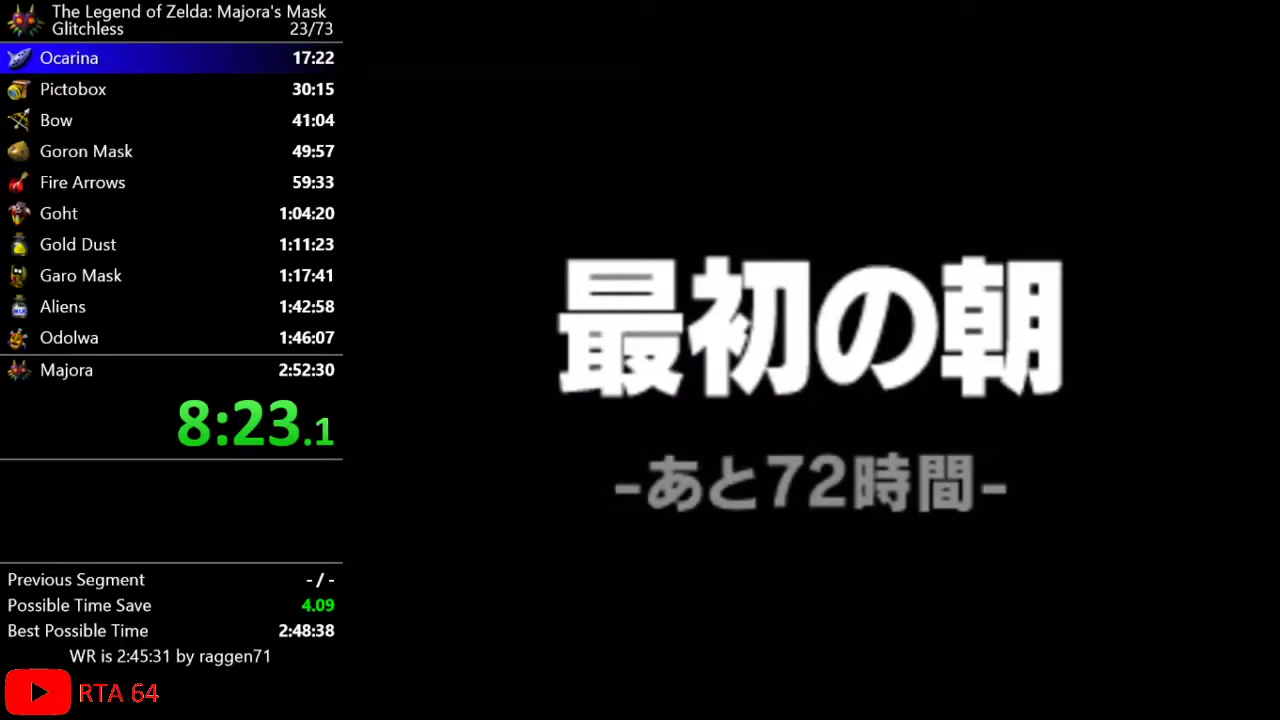 The Legend of Zelda: Majora's Mask
Glitchless 23/73
Ocarina 17:22
Pictobox 30:15
Bow 41:04
Goron Mask 49:57
Fire Arrows 59:33
Goht 1:04:20
Gold Dust 1:11:23
Garo Mask 1:17:41
Aliens 1:42:58
Odolwa 1:46:07
Majora 2:52:30
8:23.1
Previous Segment - / -
Possible Time Save 4.09
Best Possible Time 2:48:38
WR is 2:45:31 by raggen71
RTA 64
最初の朝
-あと72時間-